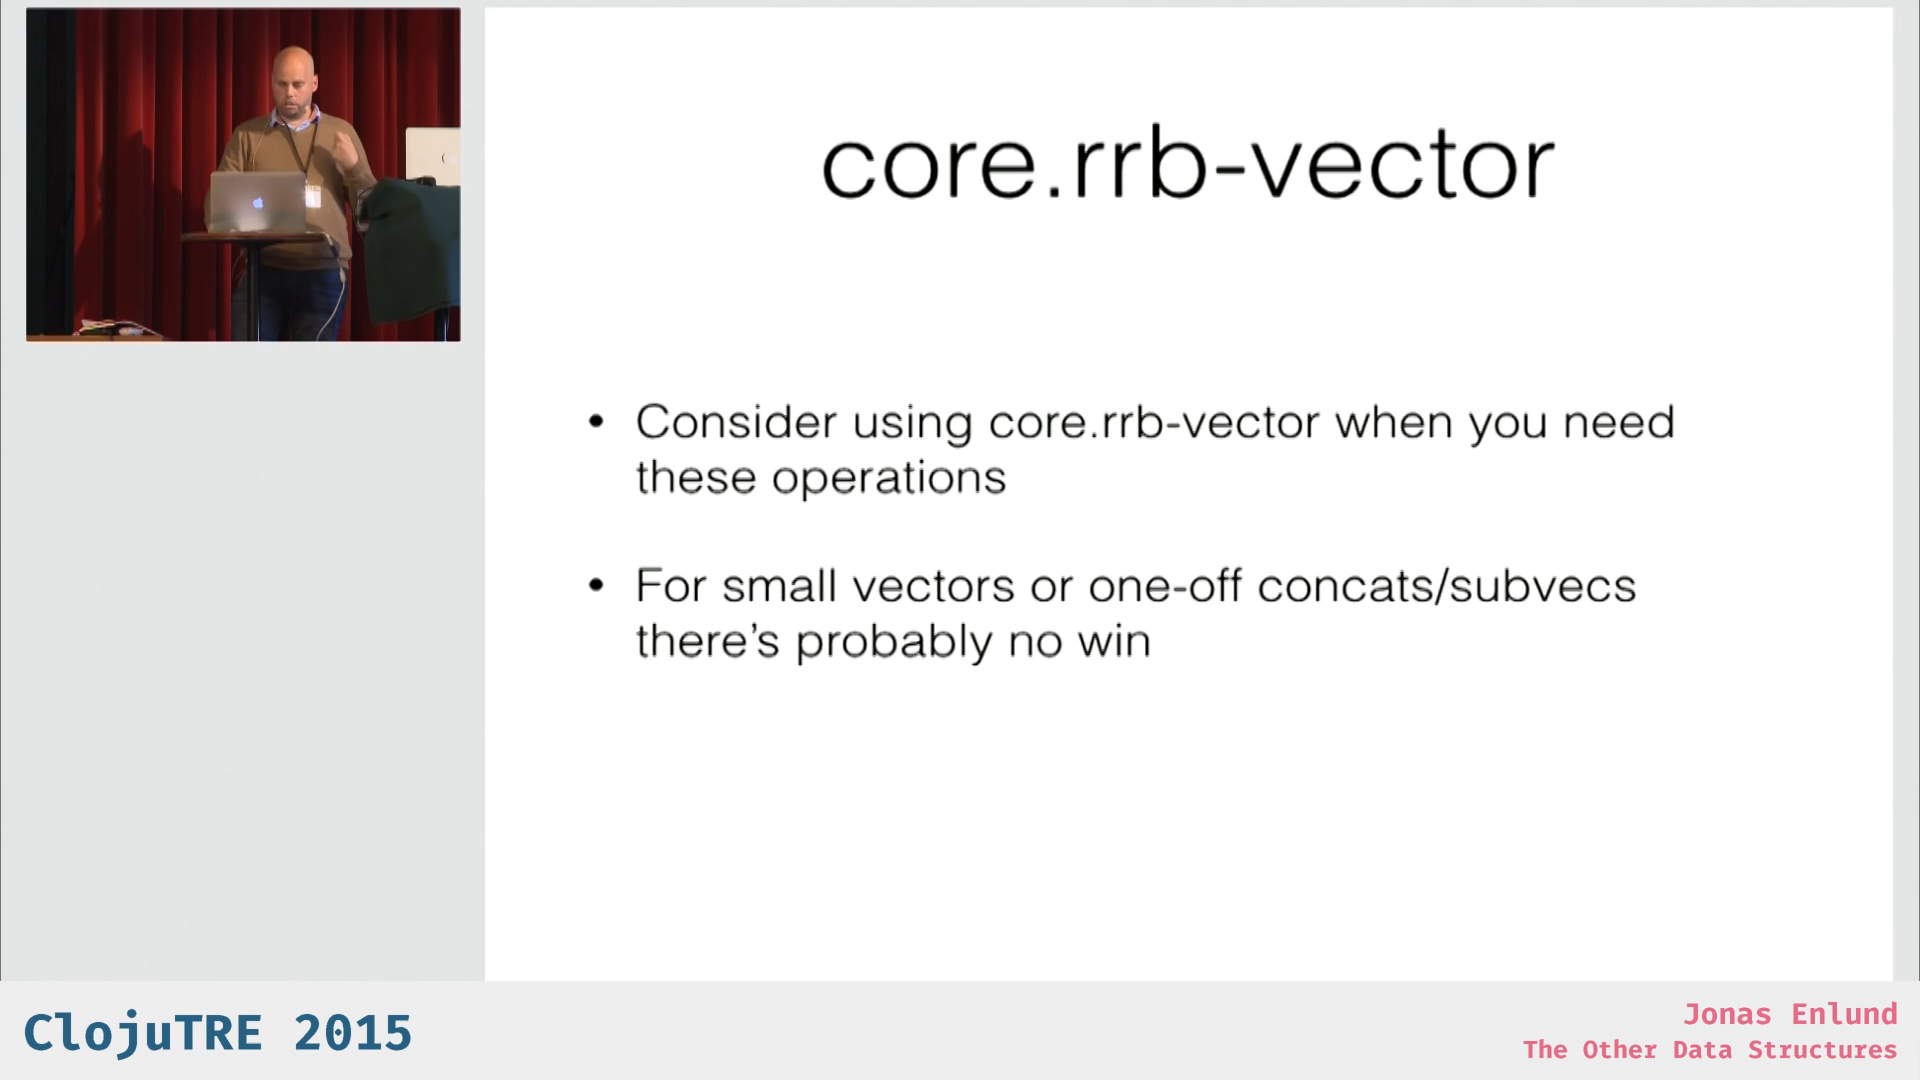 core.rrb-vector
• Consider using core.rrb-vector when you need
these operations
• For small vectors or one-off concats/subvecs
there's probably no win
ClojuTRE 2015
Jonas Enlund
The Other Data Structures